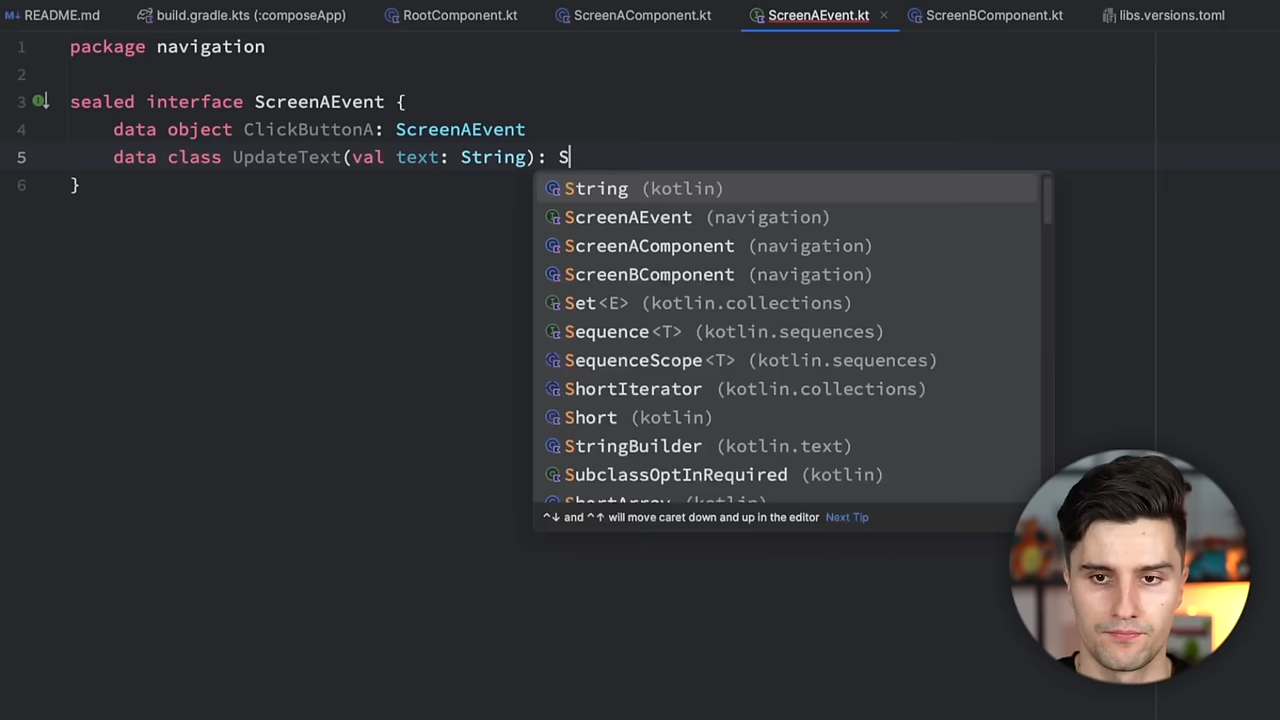 README.md
build.gradle.kts (:composeApp)
RootComponent.kt
ScreenAComponent.kt
ScreenAEvent.kt
ScreenBComponent.kt
libs.versions.toml
1 package navigation
2
3 sealed interface ScreenAEvent {
4 data object ClickButtonA: ScreenAEvent
5 data class UpdateText(val text: String): S
6 }
String (kotlin)
ScreenAEvent (navigation)
ScreenAComponent (navigation)
ScreenBComponent (navigation)
Set<E> (kotlin.collections)
Sequence<T> (kotlin.sequences)
SequenceScope<T> (kotlin.sequences)
ShortIterator (kotlin.collections)
Short (kotlin)
StringBuilder (kotlin.text)
SubclassOptInRequired (kotlin)
ShortArray (kotlin)
^↓ and ^↑ will move caret down and up in the editor Next Tip